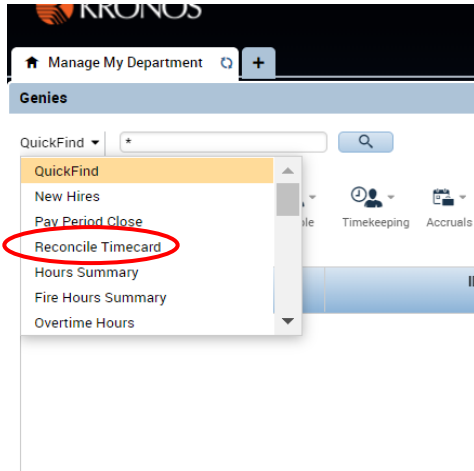 KRONOS
Manage My Department +
Genies
QuickFind *
QuickFind
New Hires
Pay Period Close
Reconcile Timecard
Hours Summary
Fire Hours Summary
Overtime Hours
Timekeeping Accruals